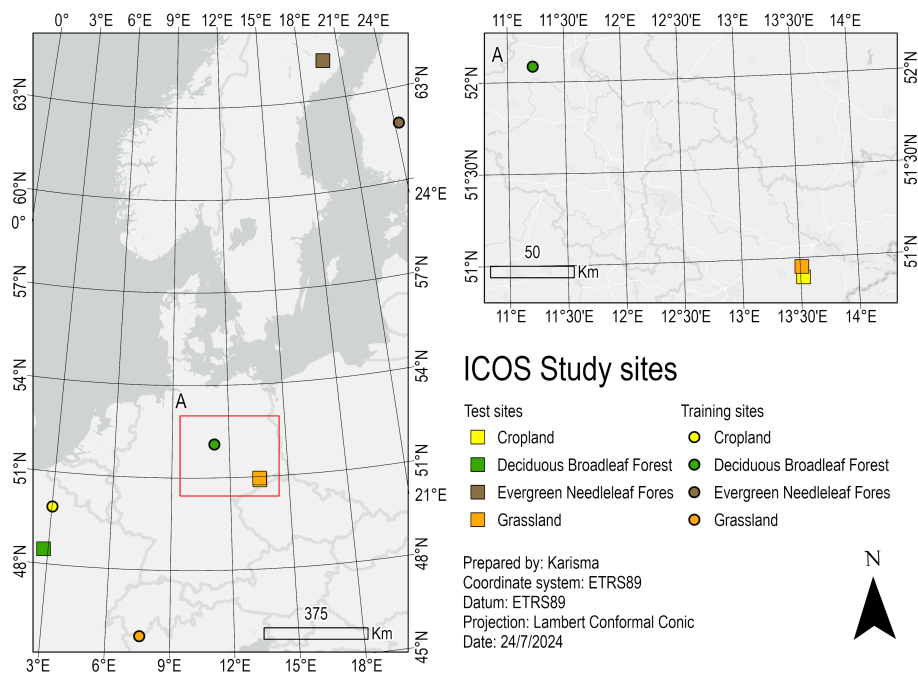 0° 3°E 6°E 9°E 12°E 15°E 18°E 21°E 24°E
63°N
60°N
0°
57°N
54°N
51°N
48°N
63°N
24°E
57°N
54°N
51°N
21°E
48°N
45°N
A
375
Km
3°E 6°E 9°E 12°E 15°E 18°E
11°E 11°30'E 12°E 12°30'E 13°E 13°30'E 14°E
A
52°N
51°30'N
51°N
52°N
51°30'N
51°N
50
Km
11°E 11°30'E 12°E 12°30'E 13°E 13°30'E 14°E
ICOS Study sites
Test sites
Cropland
Deciduous Broadleaf Forest
Evergreen Needleleaf Fores
Grassland
Training sites
Cropland
Deciduous Broadleaf Forest
Evergreen Needleleaf Fores
Grassland
Prepared by: Karisma
Coordinate system: ETRS89
Datum: ETRS89
Projection: Lambert Conformal Conic
Date: 24/7/2024
N